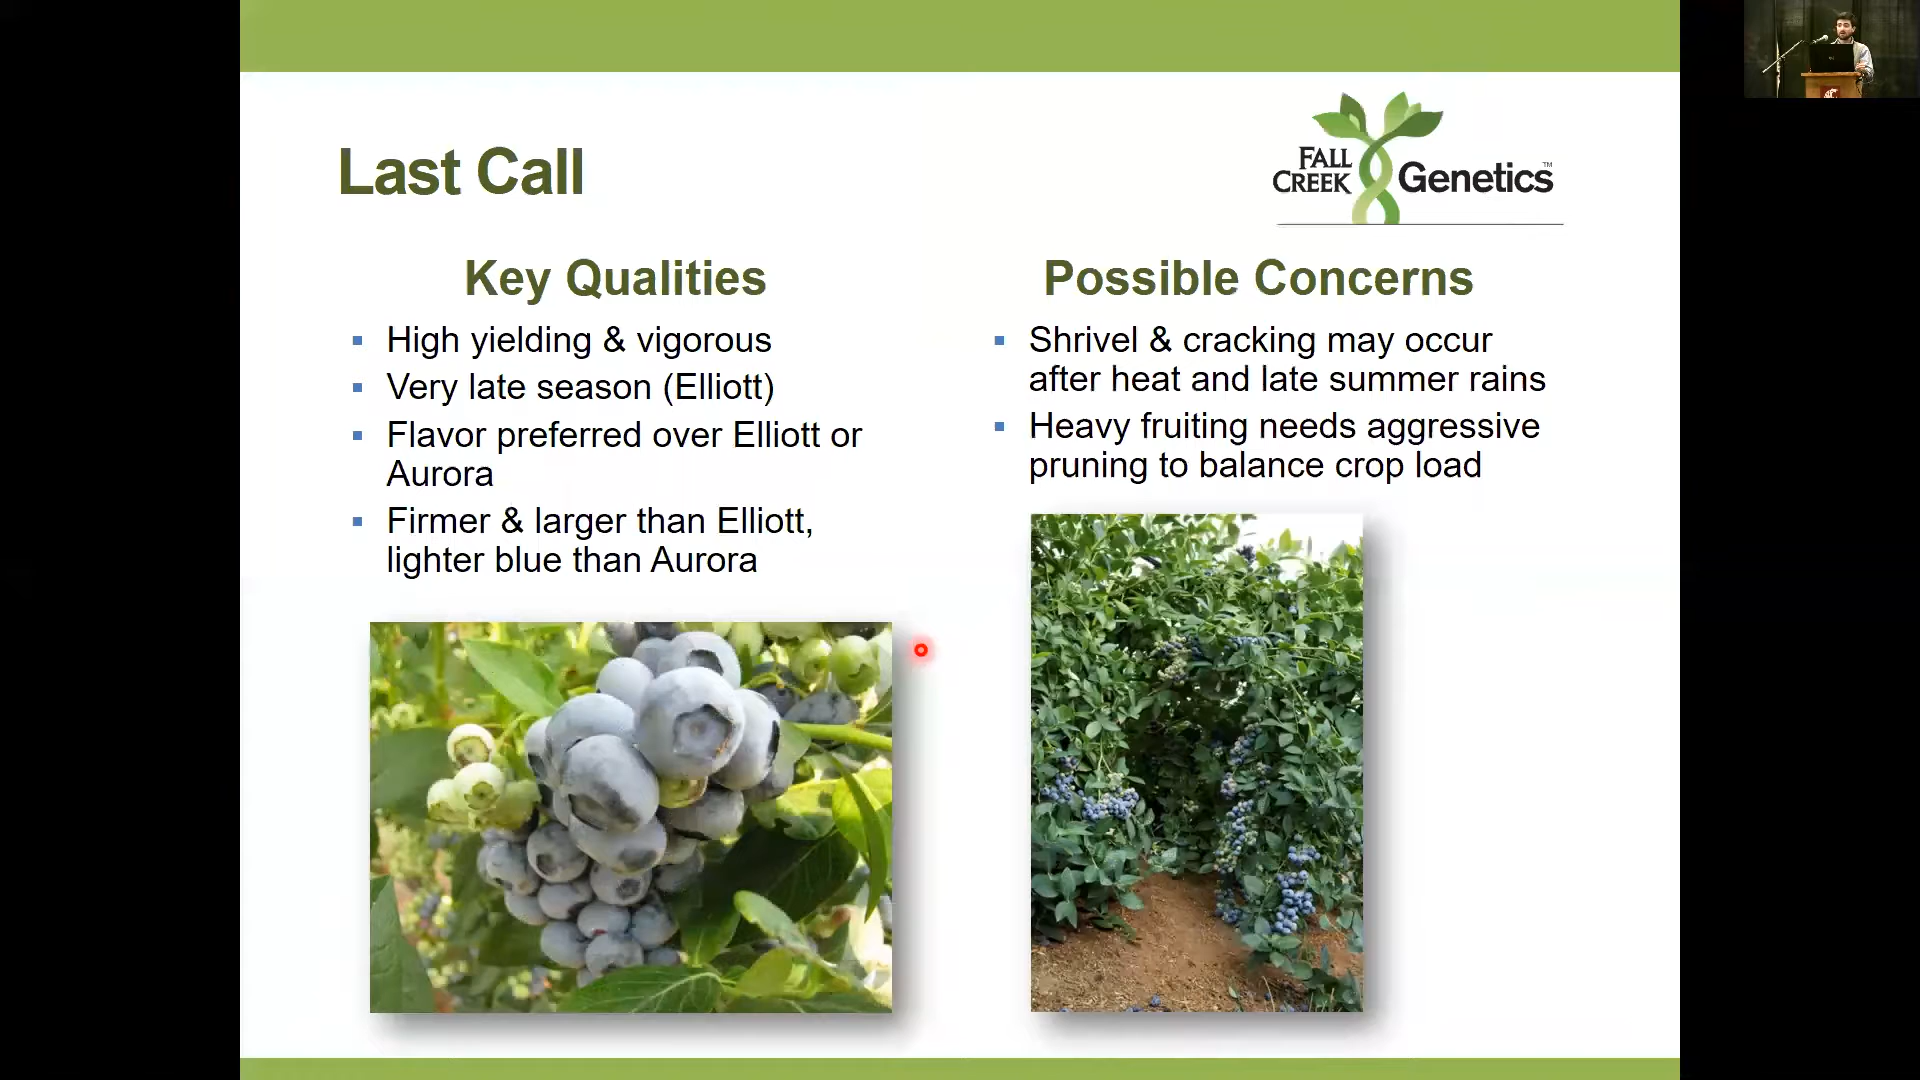 Last Call
FALL
CREEK
Genetics™
Key Qualities
▪ High yielding & vigorous
▪ Very late season (Elliott)
▪ Flavor preferred over Elliott or
Aurora
▪ Firmer & larger than Elliott,
lighter blue than Aurora
Possible Concerns
▪ Shrivel & cracking may occur
after heat and late summer rains
▪ Heavy fruiting needs aggressive
pruning to balance crop load